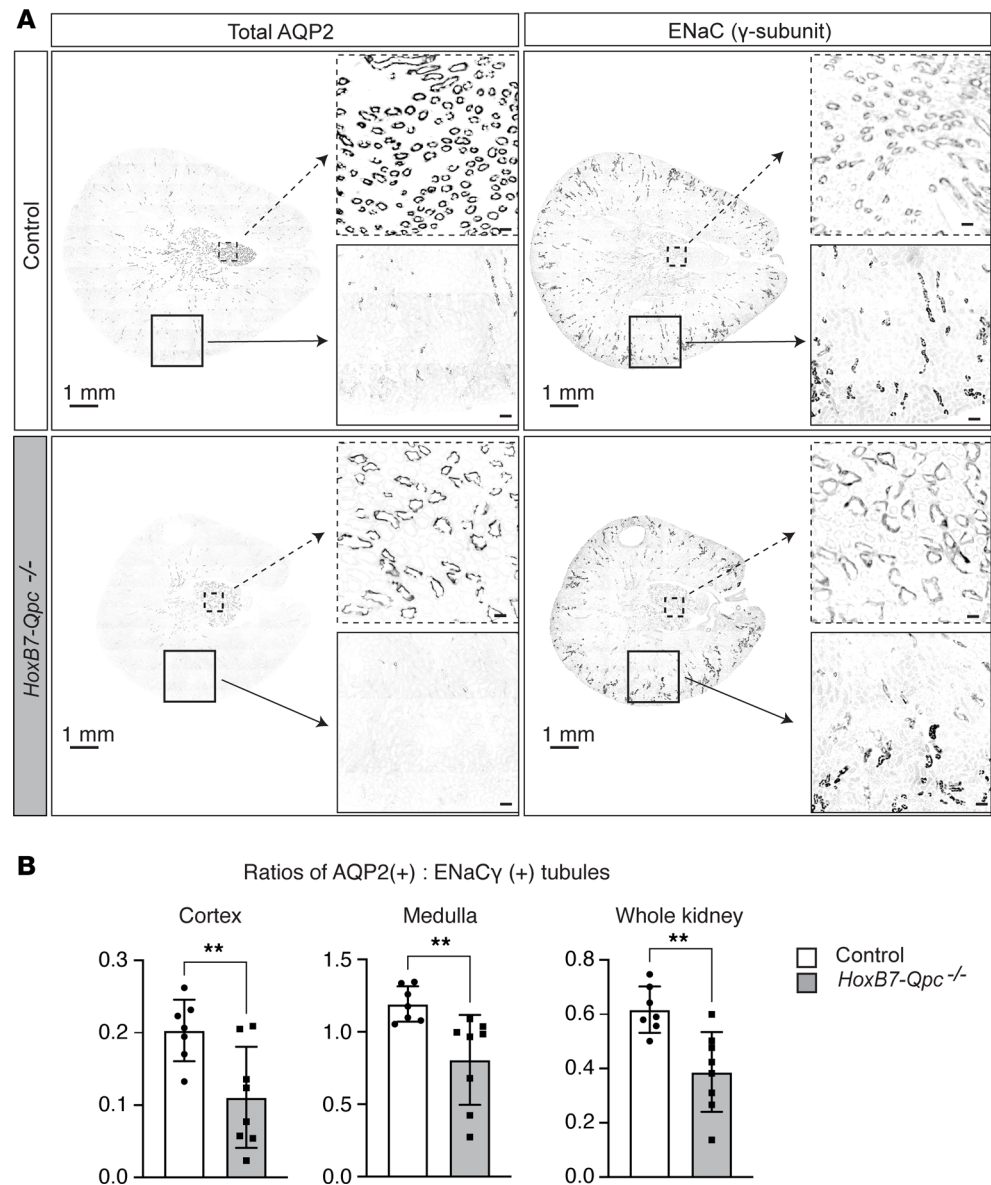 A
Total AQP2
ENaC (γ-subunit)
Control
1 mm
1 mm
HoxB7-Qpc -/-
1 mm
1 mm
B
Ratios of AQP2(+) : ENaCγ (+) tubules
Cortex
Medulla
Whole kidney
**
**
**
0.3
0.2
0.1
0.0
1.5
1.0
0.5
0.0
0.8
0.6
0.4
0.2
0.0
Control
HoxB7-Qpc -/-